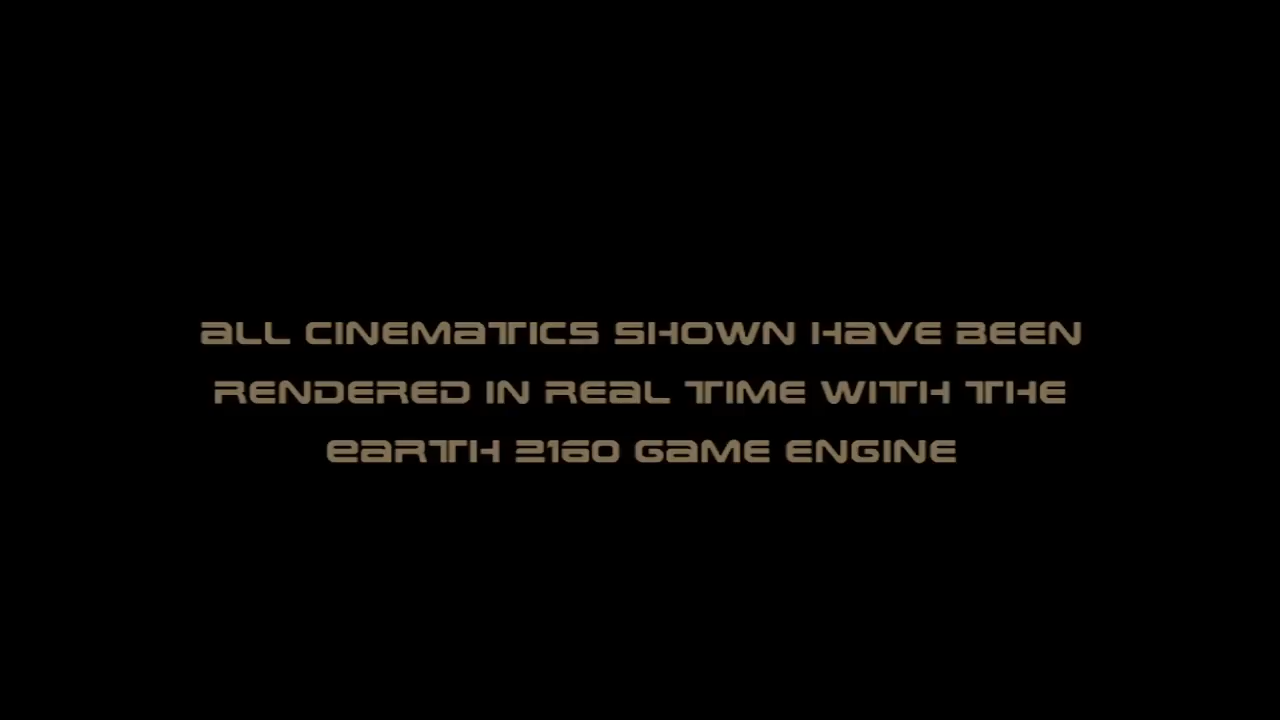 ALL CINEMATICS SHOWN HAVE BEEN
RENDERED IN REAL TIME WITH THE
EARTH 2160 GAME ENGINE